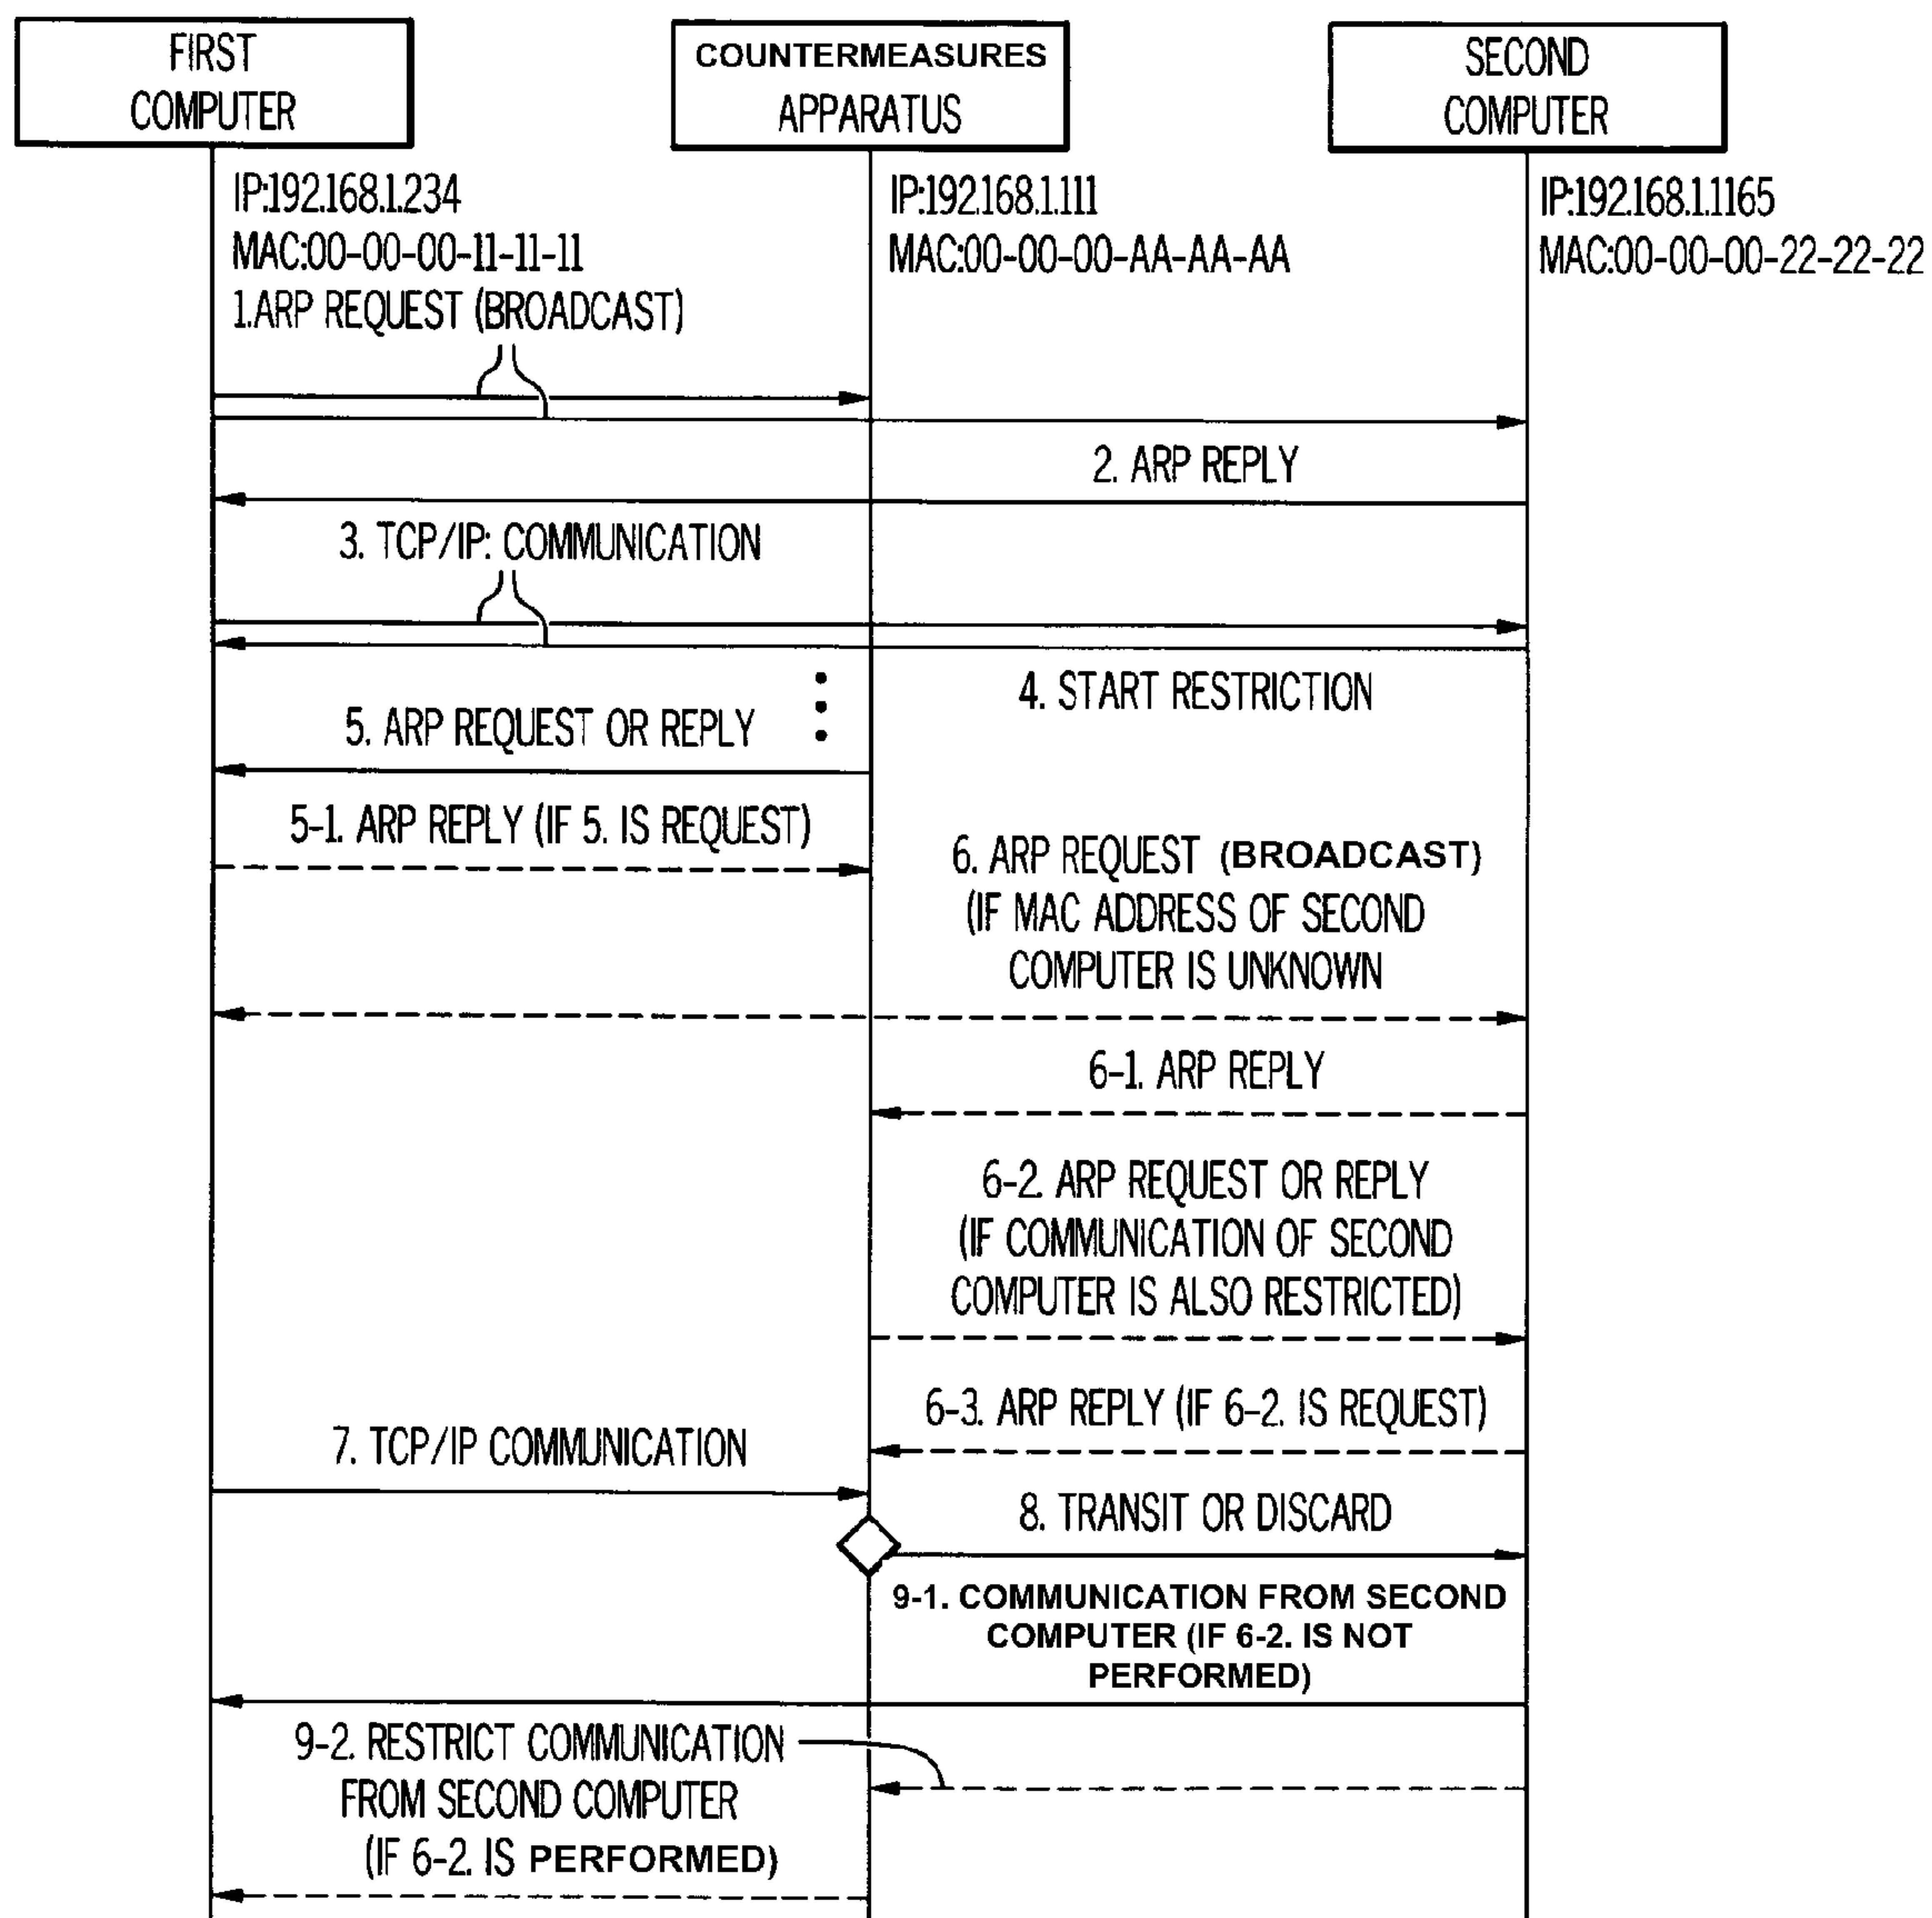 FIRST
COMPUTER
COUNTERMEASURES
APPARATUS
SECOND
COMPUTER
IP:192.168.1.234
MAC:00-00-00-11-11-11
IP:192.168.1.111
MAC:00-00-00-AA-AA-AA
IP:192.168.1.1165
MAC:00-00-00-22-22-22
1.ARP REQUEST (BROADCAST)
2. ARP REPLY
3. TCP/IP: COMMUNICATION
4. START RESTRICTION
5. ARP REQUEST OR REPLY
5-1. ARP REPLY (IF 5. IS REQUEST)
6. ARP REQUEST (BROADCAST)
(IF MAC ADDRESS OF SECOND
COMPUTER IS UNKNOWN
6-1. ARP REPLY
6-2. ARP REQUEST OR REPLY
(IF COMMUNICATION OF SECOND
COMPUTER IS ALSO RESTRICTED)
6-3. ARP REPLY (IF 6-2. IS REQUEST)
7. TCP/IP COMMUNICATION
8. TRANSIT OR DISCARD
9-1. COMMUNICATION FROM SECOND
COMPUTER (IF 6-2. IS NOT
PERFORMED)
9-2. RESTRICT COMMUNICATION
FROM SECOND COMPUTER
(IF 6-2. IS PERFORMED)